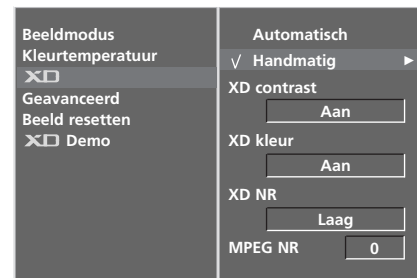 Beeldmodus
Kleurtemperatuur
XD
Geavanceerd
Beeld resetten
XD Demo
Automatisch
√ Handmatig ►
XD contrast
Aan
XD kleur
Aan
XD NR
Laag
MPEG NR 0